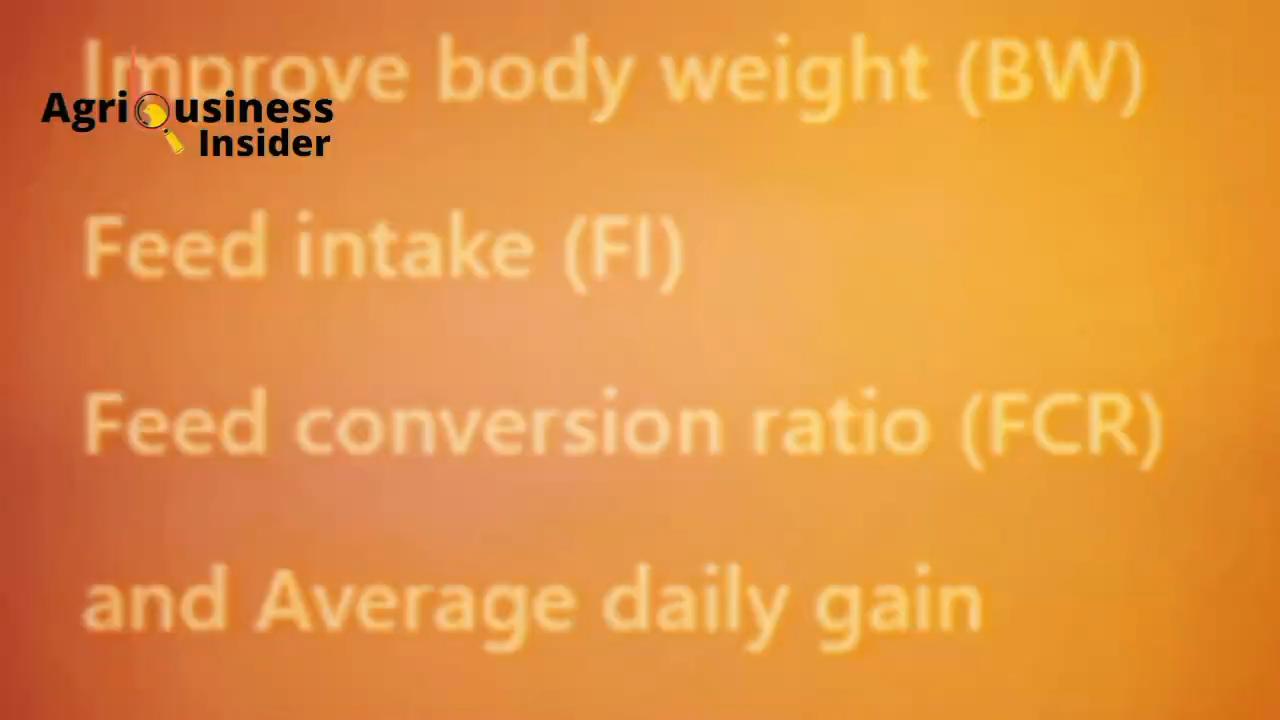 Improve body weight (BW)
Agribusiness
Insider
Feed intake (FI)
Feed conversion ratio (FCR)
and Average daily gain